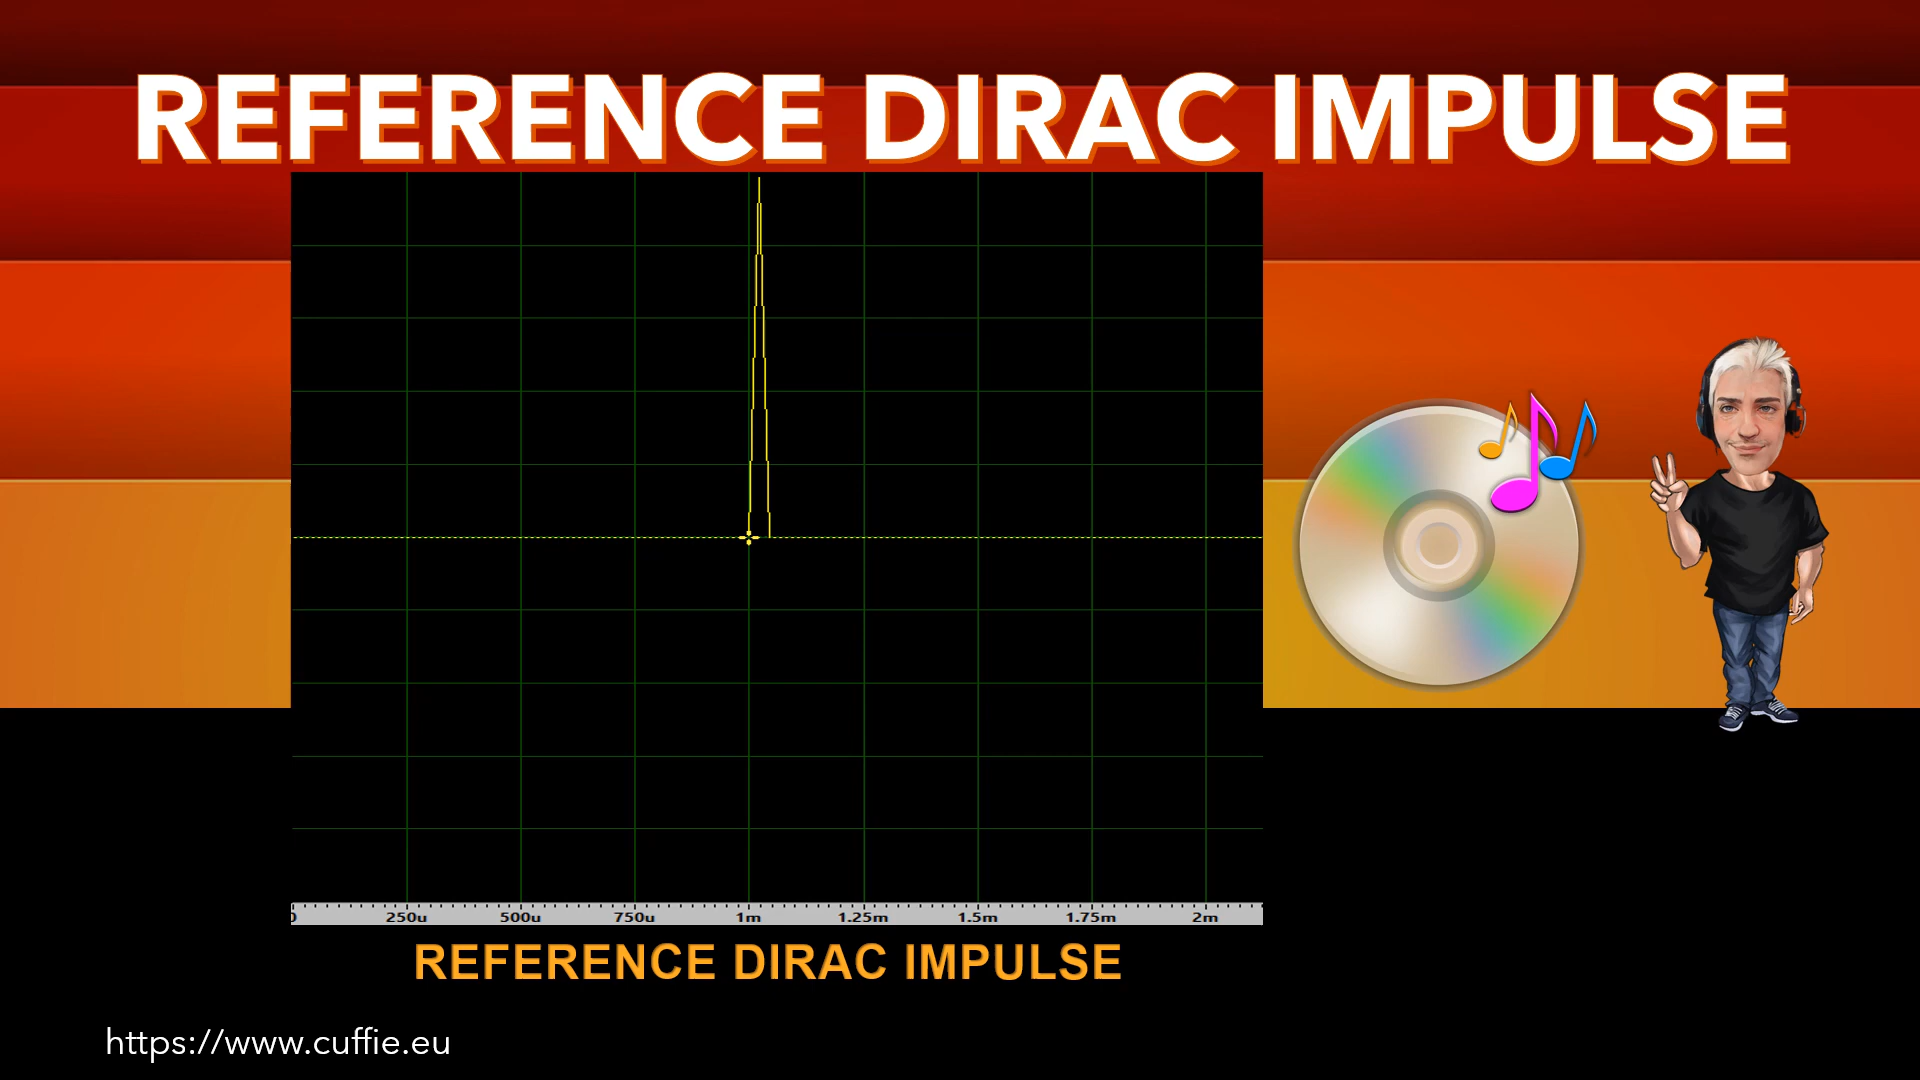 REFERENCE DIRAC IMPULSE
0 250u 500u 750u 1m 1.25m 1.5m 1.75m 2m
REFERENCE DIRAC IMPULSE
https://www.cuffie.eu